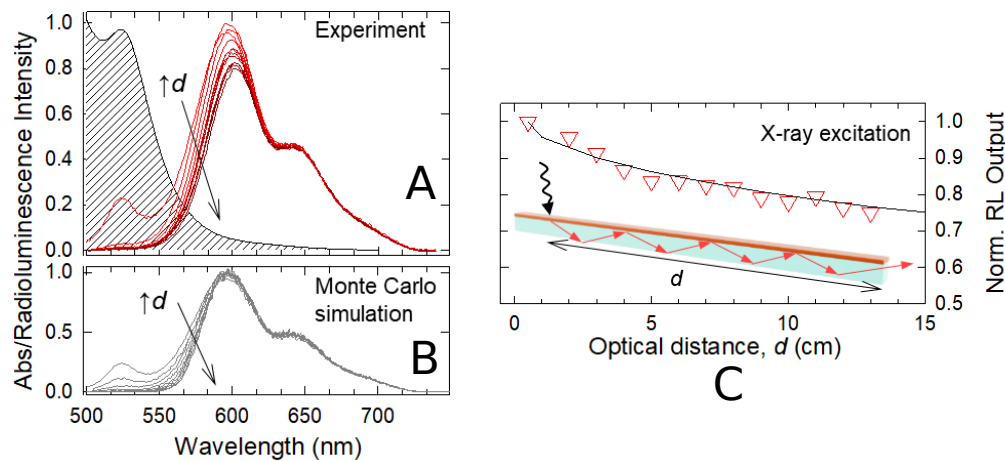 Abs/Radioluminescence Intensity
1.0
0.8
0.6
0.4
0.2
0.0
Experiment
↑d
A
1.0
0.5
0.0
Monte Carlo
simulation
↑d
B
500 550 600 650 700
Wavelength (nm)
X-ray excitation
d
1.0
0.9
0.8
0.7
0.6
0.5
Norm. RL Output
0 5 10 15
Optical distance, d (cm)
C